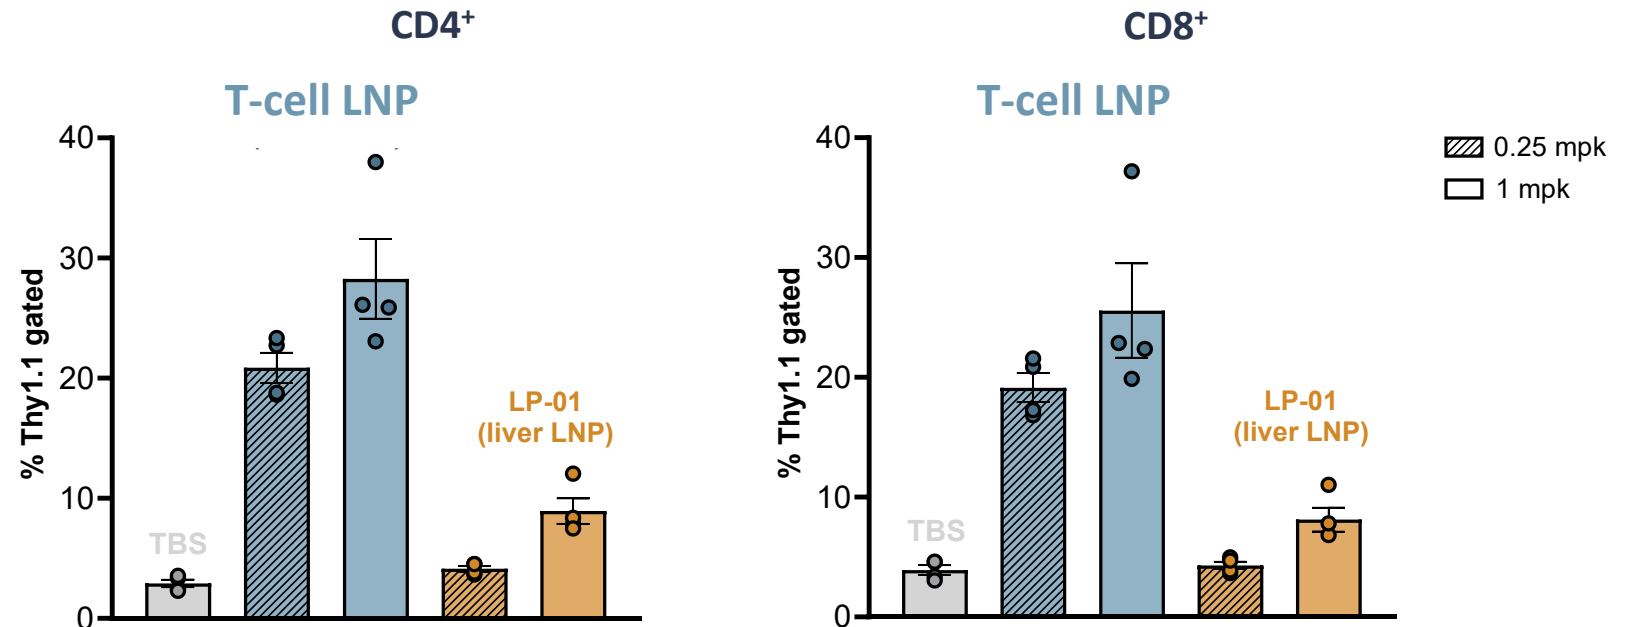 CD4+
T-cell LNP
% Thy1.1 gated
40
30
20
10
0
TBS
LP-01
(liver LNP)
CD8+
T-cell LNP
% Thy1.1 gated
40
30
20
10
0
TBS
LP-01
(liver LNP)
0.25 mpk
1 mpk